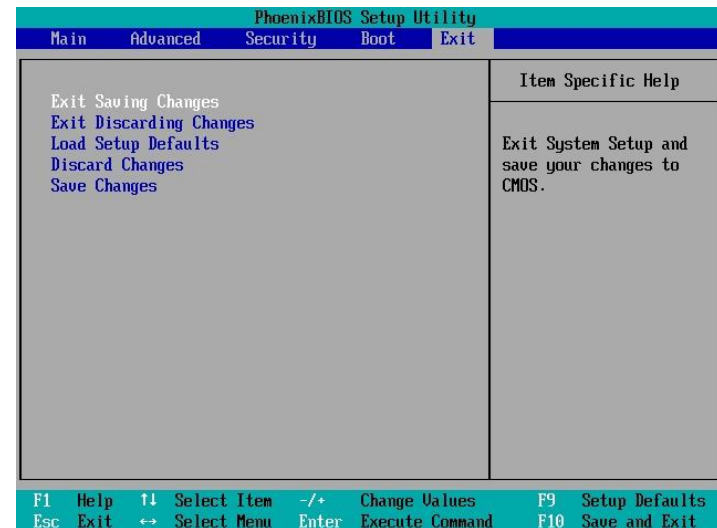 PhoenixBIOS Setup Utility
Main Advanced Security Boot Exit
Item Specific Help
Exit Saving Changes
Exit Discarding Changes
Load Setup Defaults
Discard Changes
Save Changes
Exit System Setup and
save your changes to
CMOS.
F1 Help ↑↓ Select Item -/+ Change Values F9 Setup Defaults
Esc Exit ↔ Select Menu Enter Execute Command F10 Save and Exit